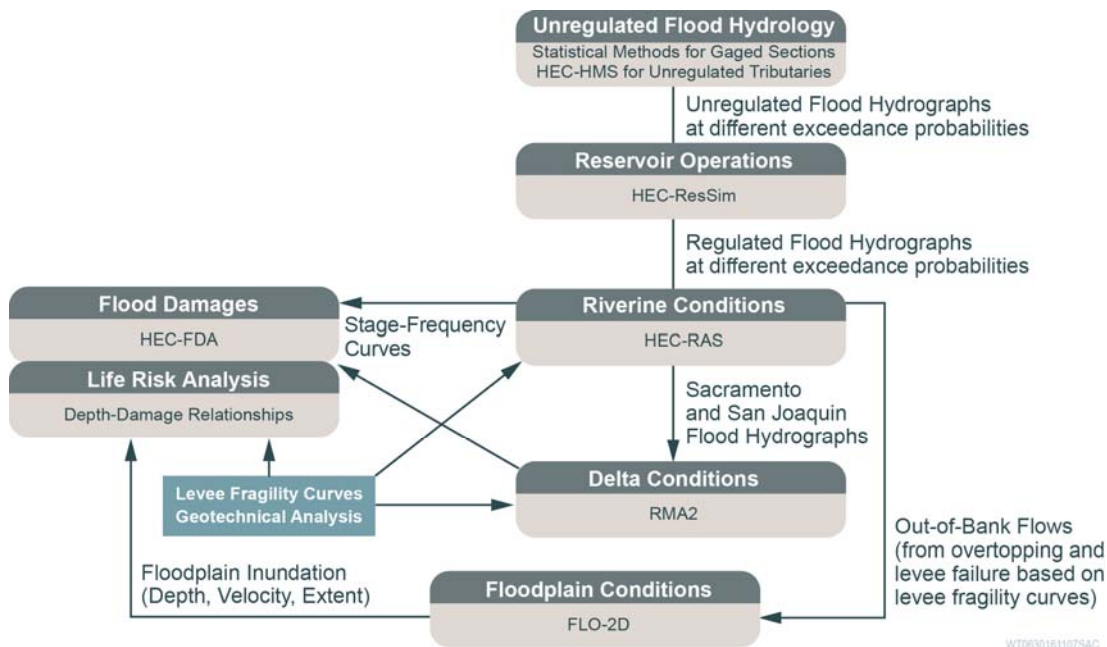 Unregulated Flood Hydrology
Statistical Methods for Gaged Sections
HEC-HMS for Unregulated Tributaries
Unregulated Flood Hydrographs
at different exceedance probabilities
Reservoir Operations
HEC-ResSim
Regulated Flood Hydrographs
at different exceedance probabilities
Flood Damages
HEC-FDA
Stage-Frequency
Curves
Riverine Conditions
HEC-RAS
Life Risk Analysis
Depth-Damage Relationships
Sacramento
and San Joaquin
Flood Hydrographs
Levee Fragility Curves
Geotechnical Analysis
Delta Conditions
RMA2
Out-of-Bank Flows
(from overtopping and
levee failure based on
levee fragility curves)
Floodplain Inundation
(Depth, Velocity, Extent)
Floodplain Conditions
FLO-2D